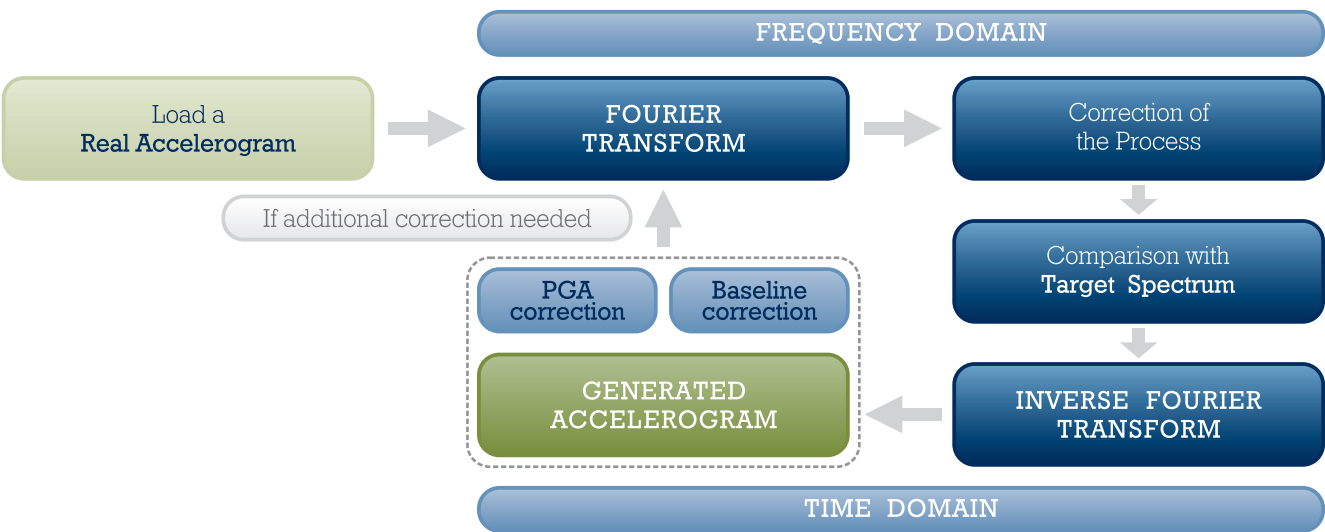 FREQUENCY DOMAIN
Load a
Real Accelerogram
FOURIER
TRANSFORM
Correction of
the Process
If additional correction needed
Comparison with
Target Spectrum
PGA
correction
Baseline
correction
GENERATED
ACCELEROGRAM
INVERSE FOURIER
TRANSFORM
TIME DOMAIN